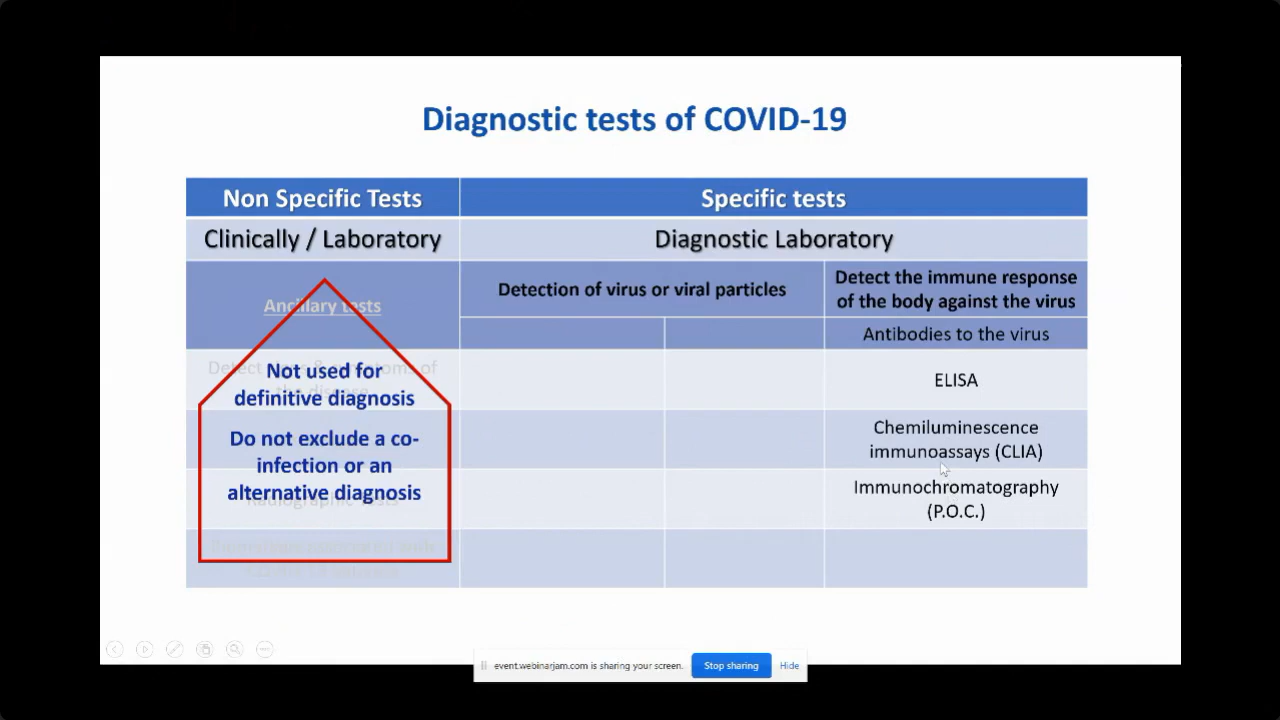 Diagnostic tests of COVID-19
Non Specific Tests
Specific tests
Clinically / Laboratory
Diagnostic Laboratory
Ancillary tests
Detection of virus or viral particles
Detect the immune response
of the body against the virus
Antibodies to the virus
Not used for
definitive diagnosis
Do not exclude a co-
infection or an
alternative diagnosis
Radiographic Tests
ELISA
Chemiluminescence
immunoassays (CLIA)
Immunochromatography
(P.O.C.)
event.webinarjam.com is sharing your screen.
Stop sharing
Hide